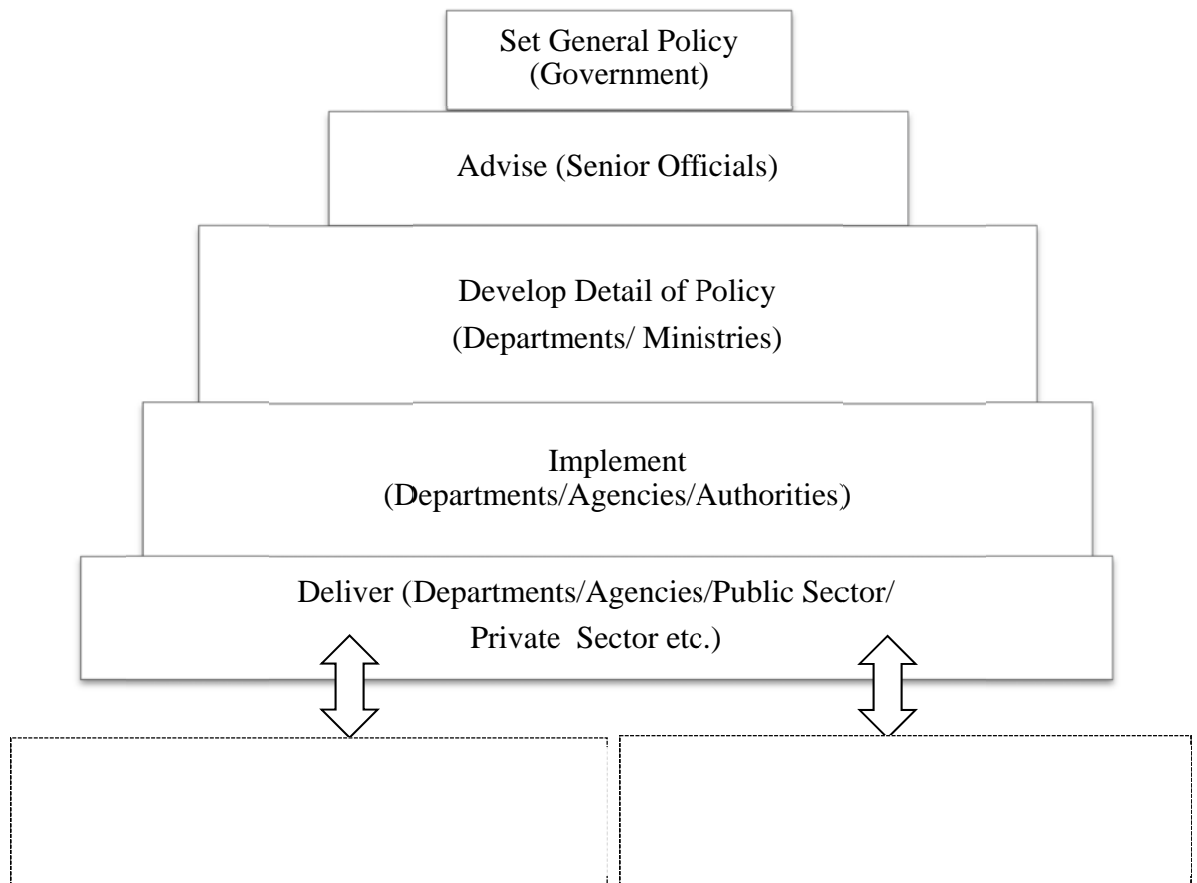 Set General Policy
(Government)
Advise (Senior Officials)
Develop Detail of Policy
(Departments/ Ministries)
Implement
(Departments/Agencies/Authorities)
Deliver (Departments/Agencies/Public Sector/
Private Sector etc.)